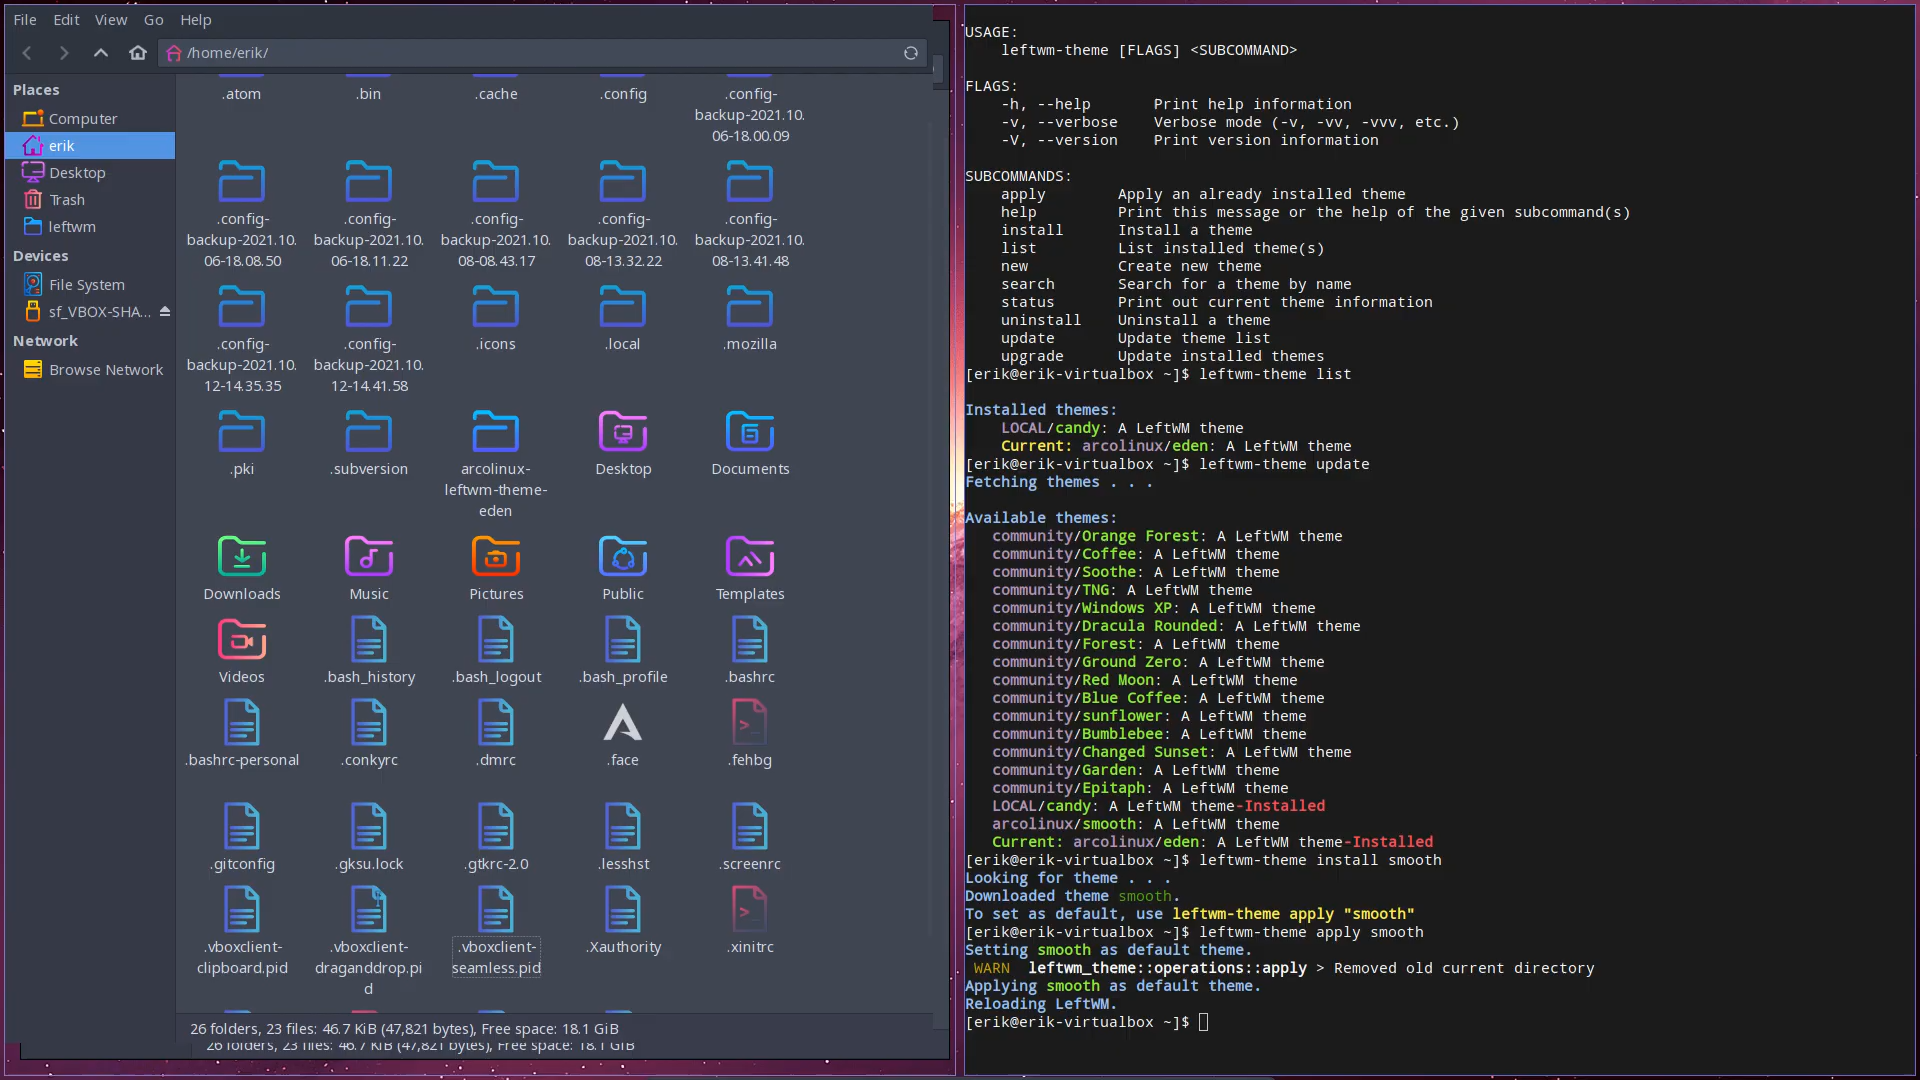 File Edit View Go Help
/home/erik/
Places
Computer
erik
Desktop
Trash
leftwm
Devices
File System
sf_VBOX-SHA...
Network
Browse Network
.atom .bin .cache .config .config-
backup-2021.10.
06-18.00.09
.config- .config- .config- .config- .config-
backup-2021.10. backup-2021.10. backup-2021.10. backup-2021.10. backup-2021.10.
06-18.08.50 06-18.11.22 08-08.43.17 08-13.32.22 08-13.41.48
.config- .config- .icons .local .mozilla
backup-2021.10. backup-2021.10.
12-14.35.35 12-14.41.58
.pki .subversion arcolinux- Desktop Documents
leftwm-theme-
eden
Downloads Music Pictures Public Templates
Videos .bash_history .bash_logout .bash_profile .bashrc
.bashrc-personal .conkyrc .dmrc .face .fehbg
.gitconfig .gksu.lock .gtkrc-2.0 .lesshst .screenrc
.vboxclient- .vboxclient- .vboxclient- .Xauthority .xinitrc
clipboard.pid draganddrop.pi seamless.pid
d
26 folders, 23 files: 46.7 KiB (47,821 bytes), Free space: 18.1 GiB
26 folders, 23 files: 46.7 KiB (47,821 bytes), Free space: 18.1 GiB
USAGE:
leftwm-theme [FLAGS] <SUBCOMMAND>
FLAGS:
-h, --help Print help information
-v, --verbose Verbose mode (-v, -vv, -vvv, etc.)
-V, --version Print version information
SUBCOMMANDS:
apply Apply an already installed theme
help Print this message or the help of the given subcommand(s)
install Install a theme
list List installed theme(s)
new Create new theme
search Search for a theme by name
status Print out current theme information
uninstall Uninstall a theme
update Update theme list
upgrade Update installed themes
[erik@erik-virtualbox ~]$ leftwm-theme list
Installed themes:
LOCAL/candy: A LeftWM theme
Current: arcolinux/eden: A LeftWM theme
[erik@erik-virtualbox ~]$ leftwm-theme update
Fetching themes . . .
Available themes:
community/Orange Forest: A LeftWM theme
community/Coffee: A LeftWM theme
community/Soothe: A LeftWM theme
community/TNG: A LeftWM theme
community/Windows XP: A LeftWM theme
community/Dracula Rounded: A LeftWM theme
community/Forest: A LeftWM theme
community/Ground Zero: A LeftWM theme
community/Red Moon: A LeftWM theme
community/Blue Coffee: A LeftWM theme
community/sunflower: A LeftWM theme
community/Bumblebee: A LeftWM theme
community/Changed Sunset: A LeftWM theme
community/Garden: A LeftWM theme
community/Epitaph: A LeftWM theme
LOCAL/candy: A LeftWM theme-Installed
arcolinux/smooth: A LeftWM theme
Current: arcolinux/eden: A LeftWM theme-Installed
[erik@erik-virtualbox ~]$ leftwm-theme install smooth
Looking for theme . . .
Downloaded theme smooth.
To set as default, use leftwm-theme apply "smooth"
[erik@erik-virtualbox ~]$ leftwm-theme apply smooth
Setting smooth as default theme.
WARN leftwm_theme::operations::apply > Removed old current directory
Applying smooth as default theme.
Reloading LeftWM.
[erik@erik-virtualbox ~]$